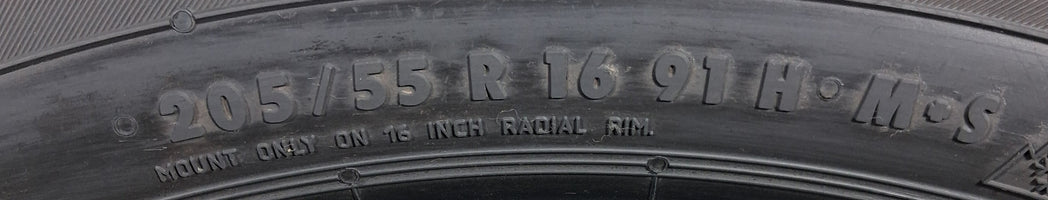 205/55 R 16 91 H·M·S
MOUNT ONLY ON 16 INCH RADIAL RIM.